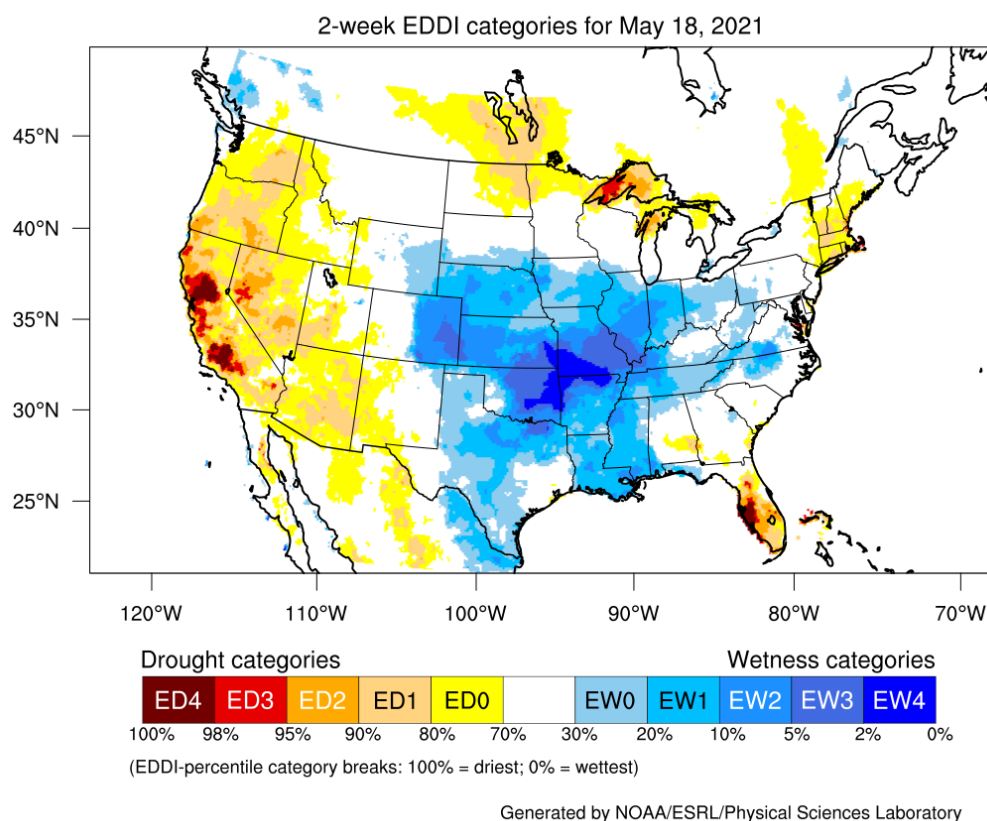 2-week EDDI categories for May 18, 2021
45°N
40°N
35°N
30°N
25°N
120°W 110°W 100°W 90°W 80°W 70°W
Drought categories Wetness categories
ED4 ED3 ED2 ED1 ED0 EW0 EW1 EW2 EW3 EW4
100% 98% 95% 90% 80% 70% 30% 20% 10% 5% 2% 0%
(EDDI-percentile category breaks: 100% = driest; 0% = wettest)
Generated by NOAA/ESRL/Physical Sciences Laboratory